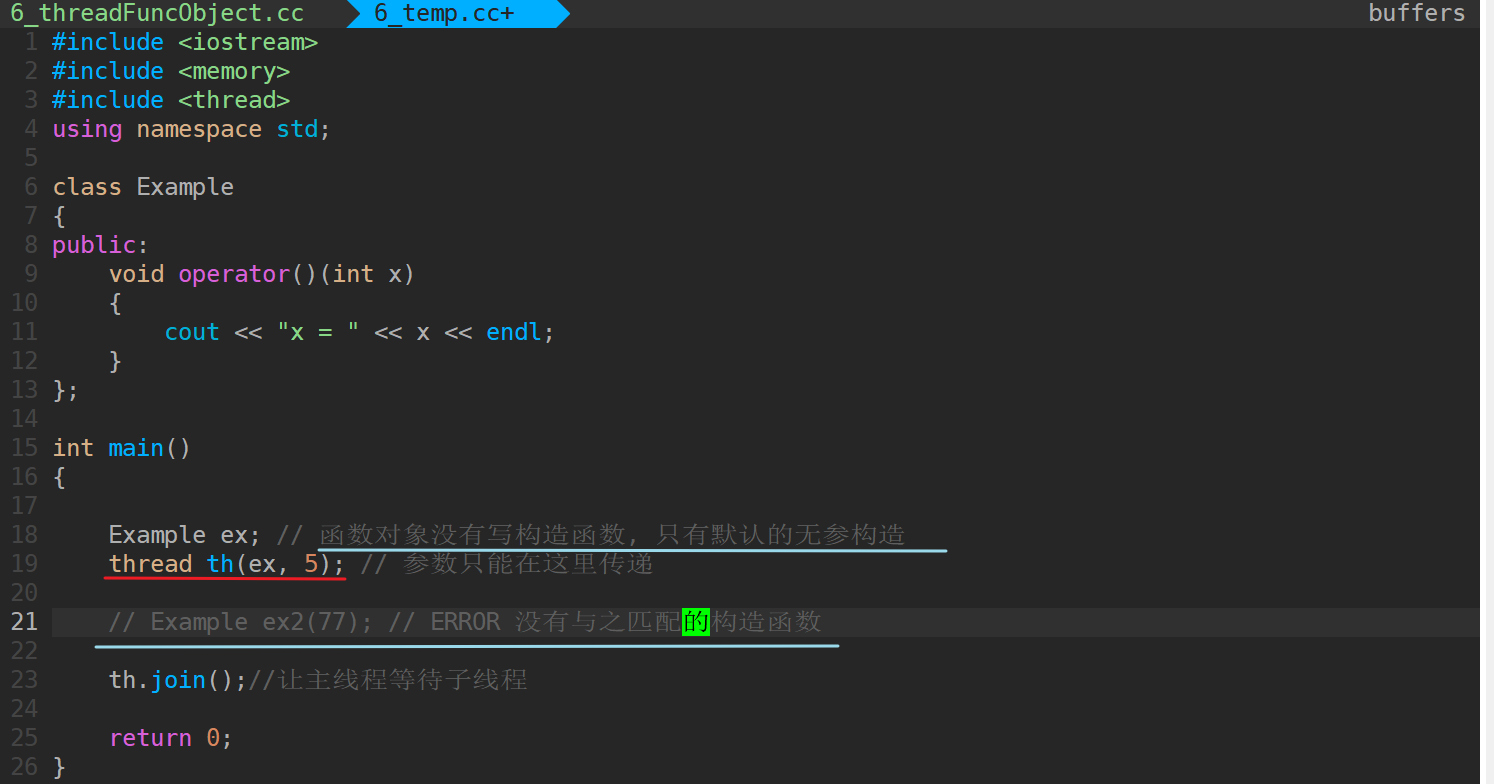 6_threadFuncObject.cc 6_temp.cc+ buffers
1 #include <iostream>
2 #include <memory>
3 #include <thread>
4 using namespace std;
5
6 class Example
7 {
8 public:
9     void operator()(int x)
10     {
11         cout << "x = " << x << endl;
12     }
13 };
14
15 int main()
16 {
17
18     Example ex; // 函数对象没有写构造函数, 只有默认的无参构造
19     thread th(ex, 5); // 参数只能在这里传递
20
21     // Example ex2(77); // ERROR 没有与之匹配的构造函数
22
23     th.join();//让主线程等待子线程
24
25     return 0;
26 }